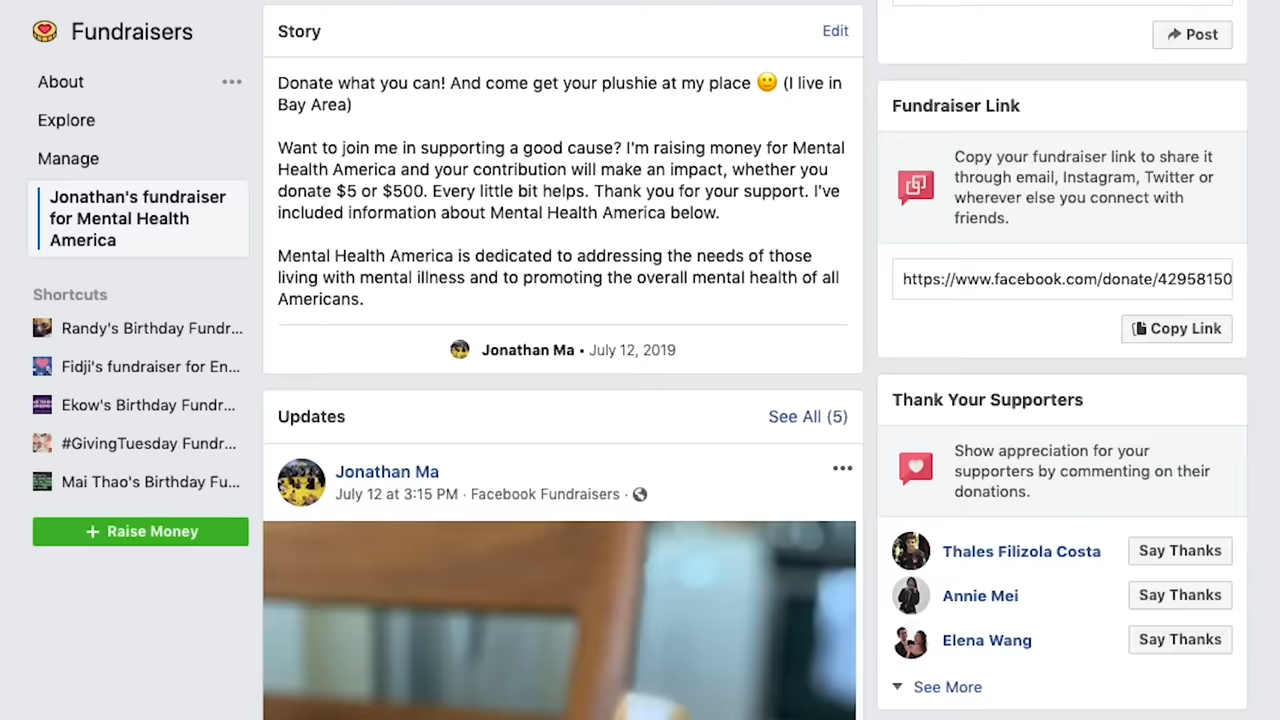 Fundraisers
About
Explore
Manage
Jonathan's fundraiser
for Mental Health
America
Shortcuts
Randy's Birthday Fundr...
Fidji's fundraiser for En...
Ekow's Birthday Fundr...
#GivingTuesday Fundr...
Mai Thao's Birthday Fu...
+ Raise Money
Story
Edit
Donate what you can! And come get your plushie at my place 🙂 (I live in
Bay Area)
Want to join me in supporting a good cause? I'm raising money for Mental
Health America and your contribution will make an impact, whether you
donate $5 or $500. Every little bit helps. Thank you for your support. I've
included information about Mental Health America below.
Mental Health America is dedicated to addressing the needs of those
living with mental illness and to promoting the overall mental health of all
Americans.
Jonathan Ma • July 12, 2019
Updates
See All (5)
Jonathan Ma
July 12 at 3:15 PM · Facebook Fundraisers ·
Post
Fundraiser Link
Copy your fundraiser link to share it
through email, Instagram, Twitter or
wherever else you connect with
friends.
https://www.facebook.com/donate/42958150
Copy Link
Thank Your Supporters
Show appreciation for your
supporters by commenting on their
donations.
Thales Filizola Costa
Say Thanks
Annie Mei
Say Thanks
Elena Wang
Say Thanks
See More